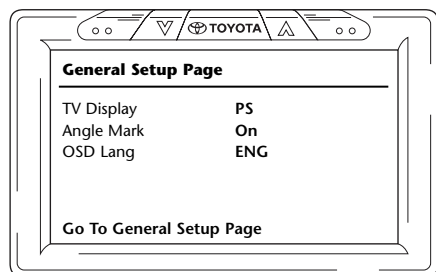 TOYOTA
General Setup Page
TV Display PS
Angle Mark On
OSD Lang ENG
Go To General Setup Page